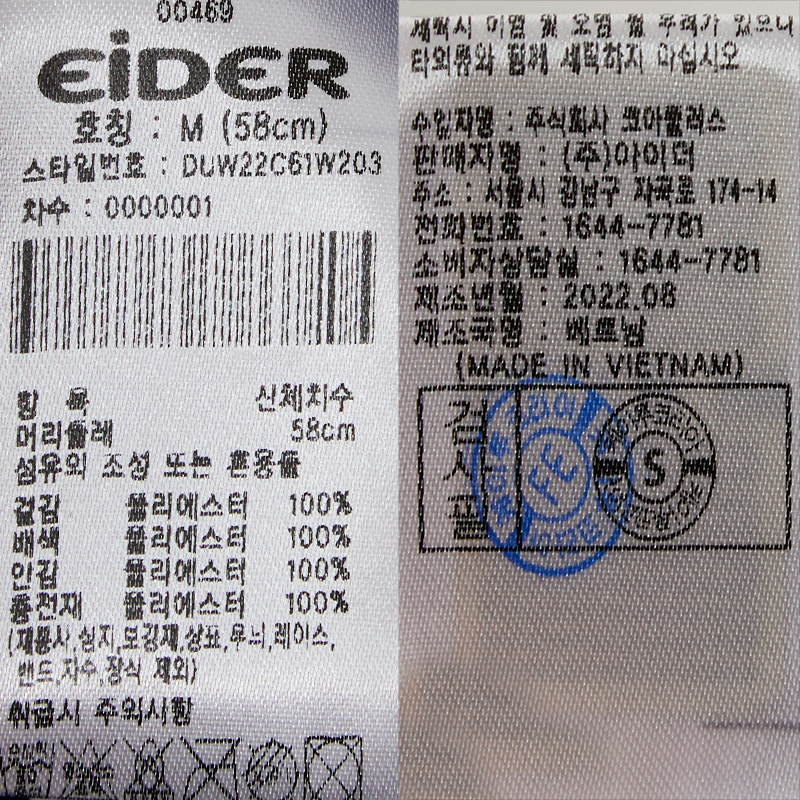 00469
EiDER
호칭 : M (58cm)
스타일번호 : DUW22C61W203
차수 : 0000001
항 목 신체치수
머리둘레 58cm
섬유의 조성 또는 혼용률
겉감 폴리에스터 100%
배색 폴리에스터 100%
안감 폴리에스터 100%
충전재 폴리에스터 100%
(재봉사,심지,보강재,상표,무늬,레이스,
밴드,자수,장식 제외)
취급시 주의사항
세탁시 이염 및 오염 될 우려가 있으니
타의류와 함께 세탁하지 마십시오
수입자명 : 주식회사 코아플러스
판매자명 : (주)아이더
주소 : 서울시 강남구 자곡로 174-14
전화번호 : 1644-7781
소비자상담실 : 1644-7781
제조년월 : 2022.08
제조국명 : 베트남
(MADE IN VIETNAM)
검사필
FE
S